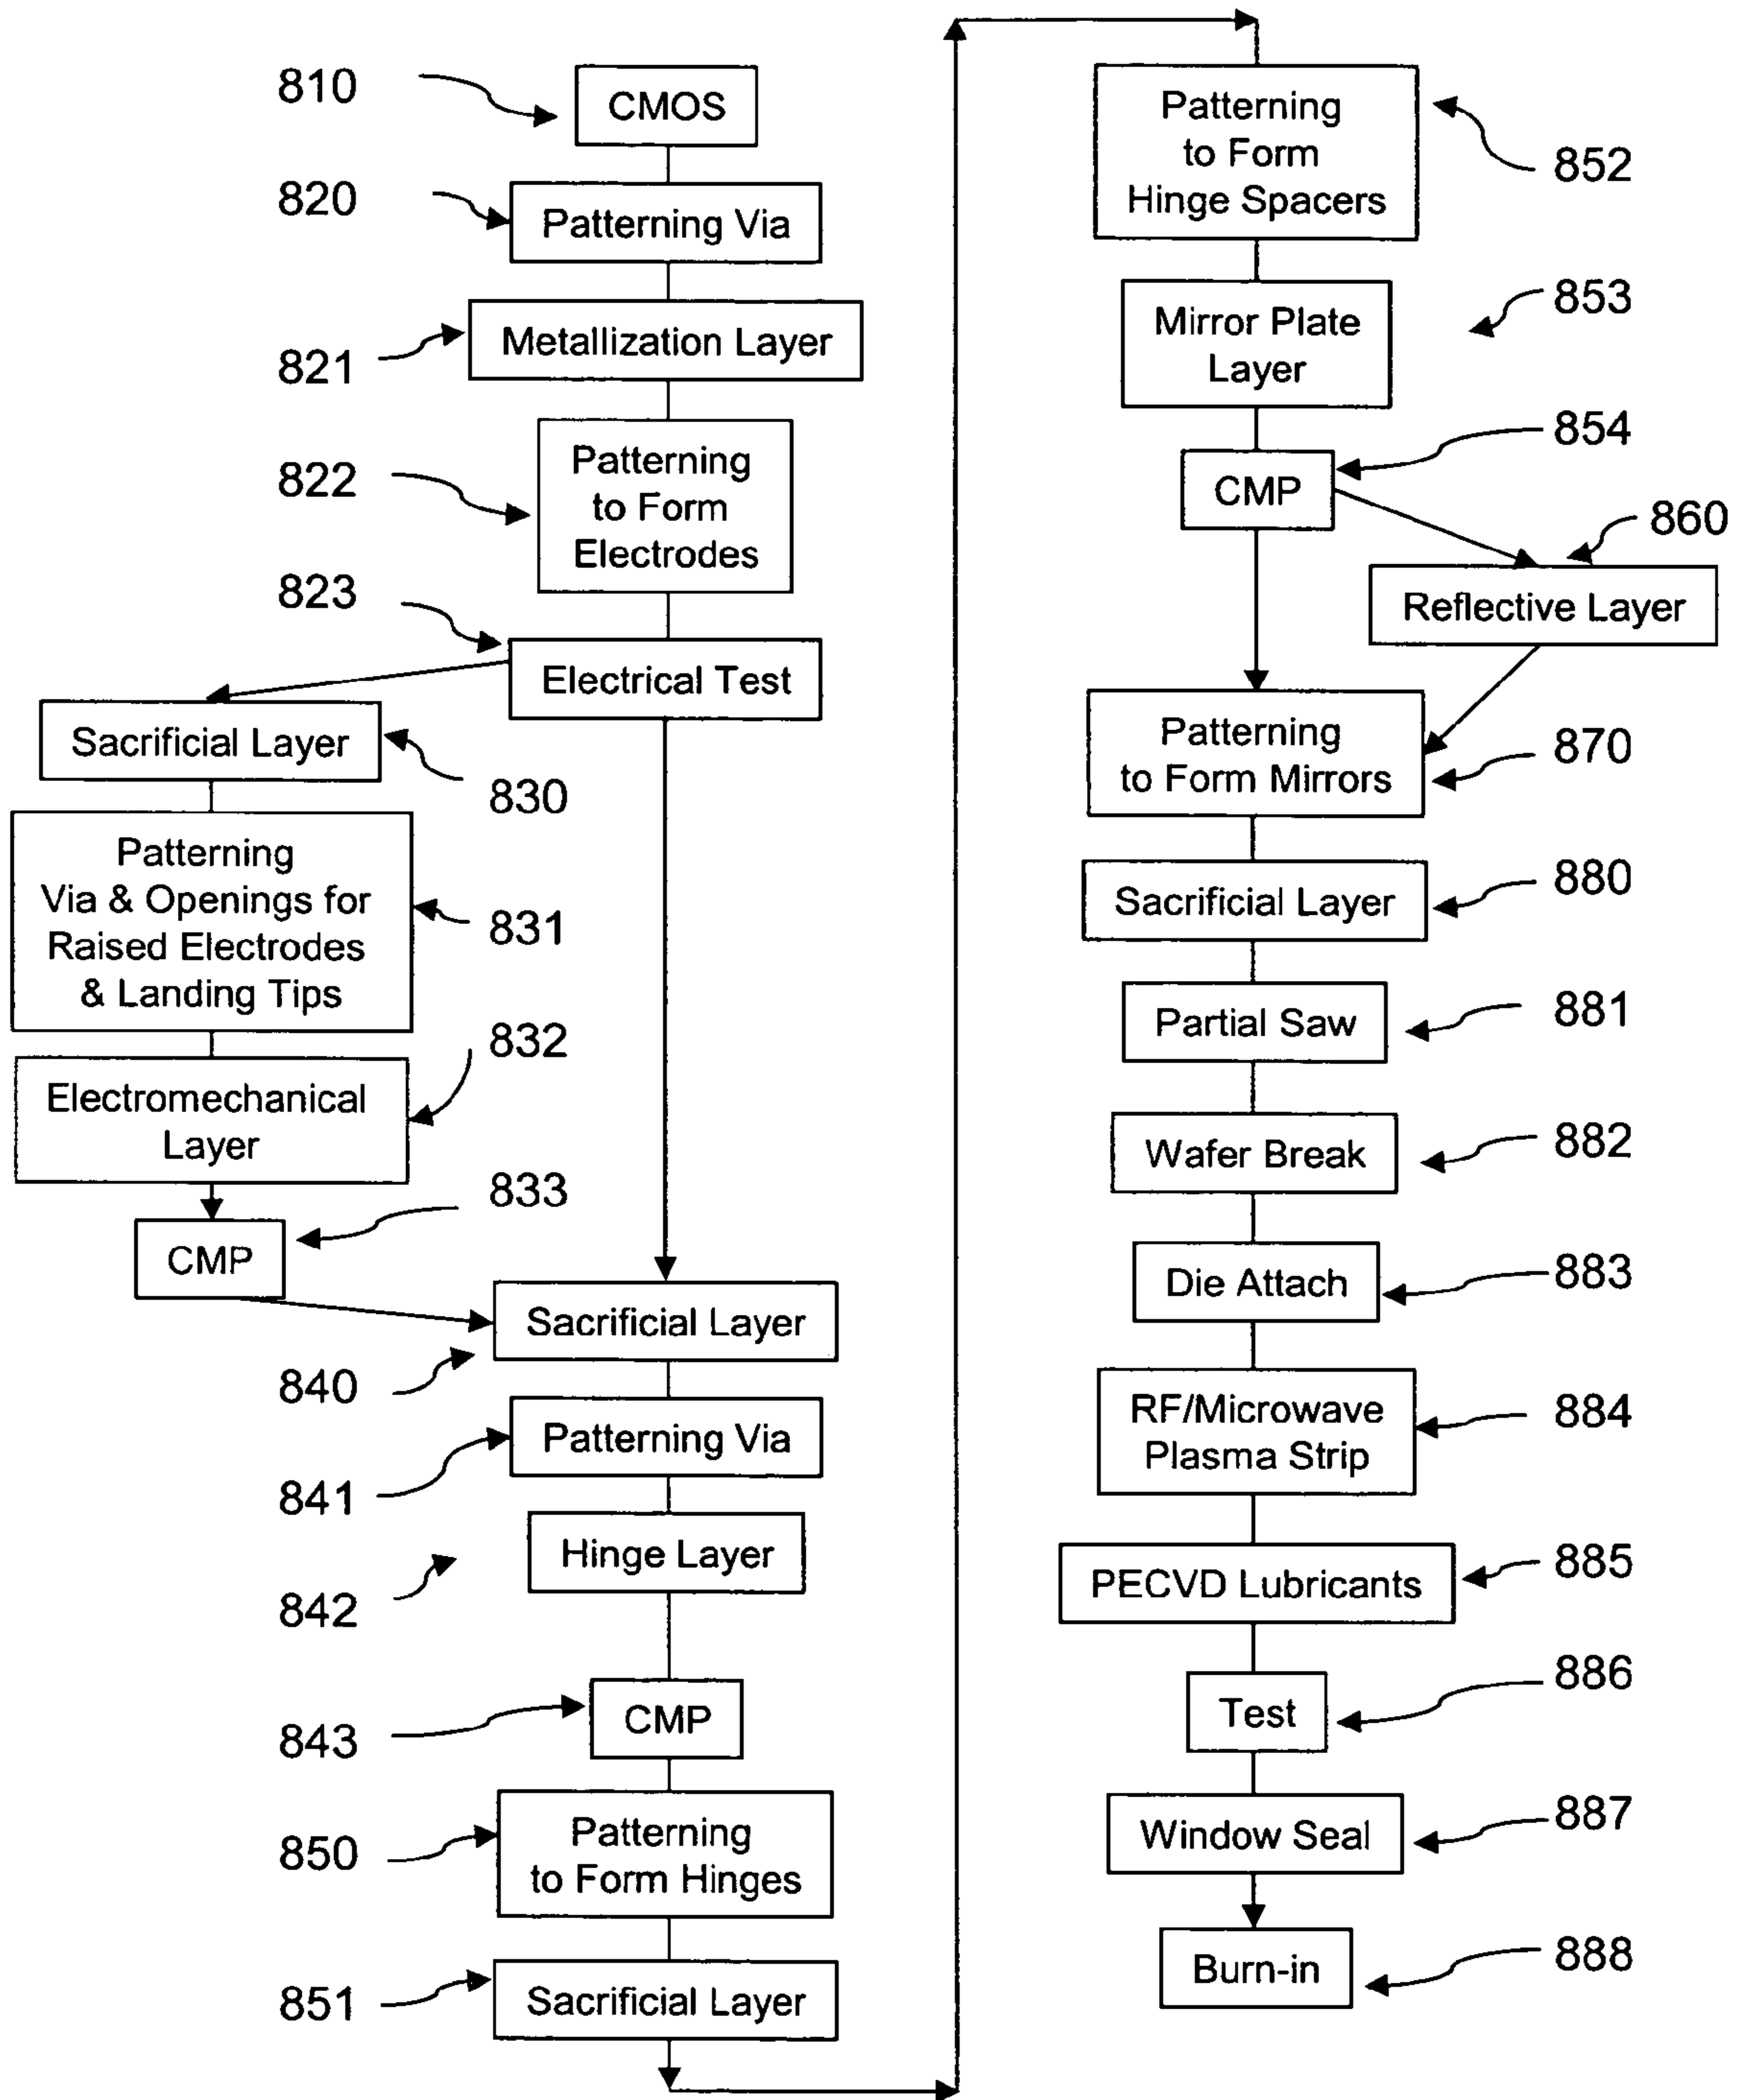 810
CMOS
820
Patterning Via
821
Metallization Layer
822
Patterning
to Form
Electrodes
823
Electrical Test
Sacrificial Layer
830
Patterning
Via & Openings for
Raised Electrodes
& Landing Tips
831
832
Electromechanical
Layer
833
CMP
Sacrificial Layer
840
Patterning Via
841
Hinge Layer
842
CMP
843
Patterning
to Form Hinges
850
Sacrificial Layer
851
Patterning
to Form
Hinge Spacers
852
Mirror Plate
Layer
853
854
CMP
860
Reflective Layer
Patterning
to Form Mirrors
870
Sacrificial Layer
880
Partial Saw
881
Wafer Break
882
Die Attach
883
RF/Microwave
Plasma Strip
884
PECVD Lubricants
885
Test
886
Window Seal
887
Burn-in
888